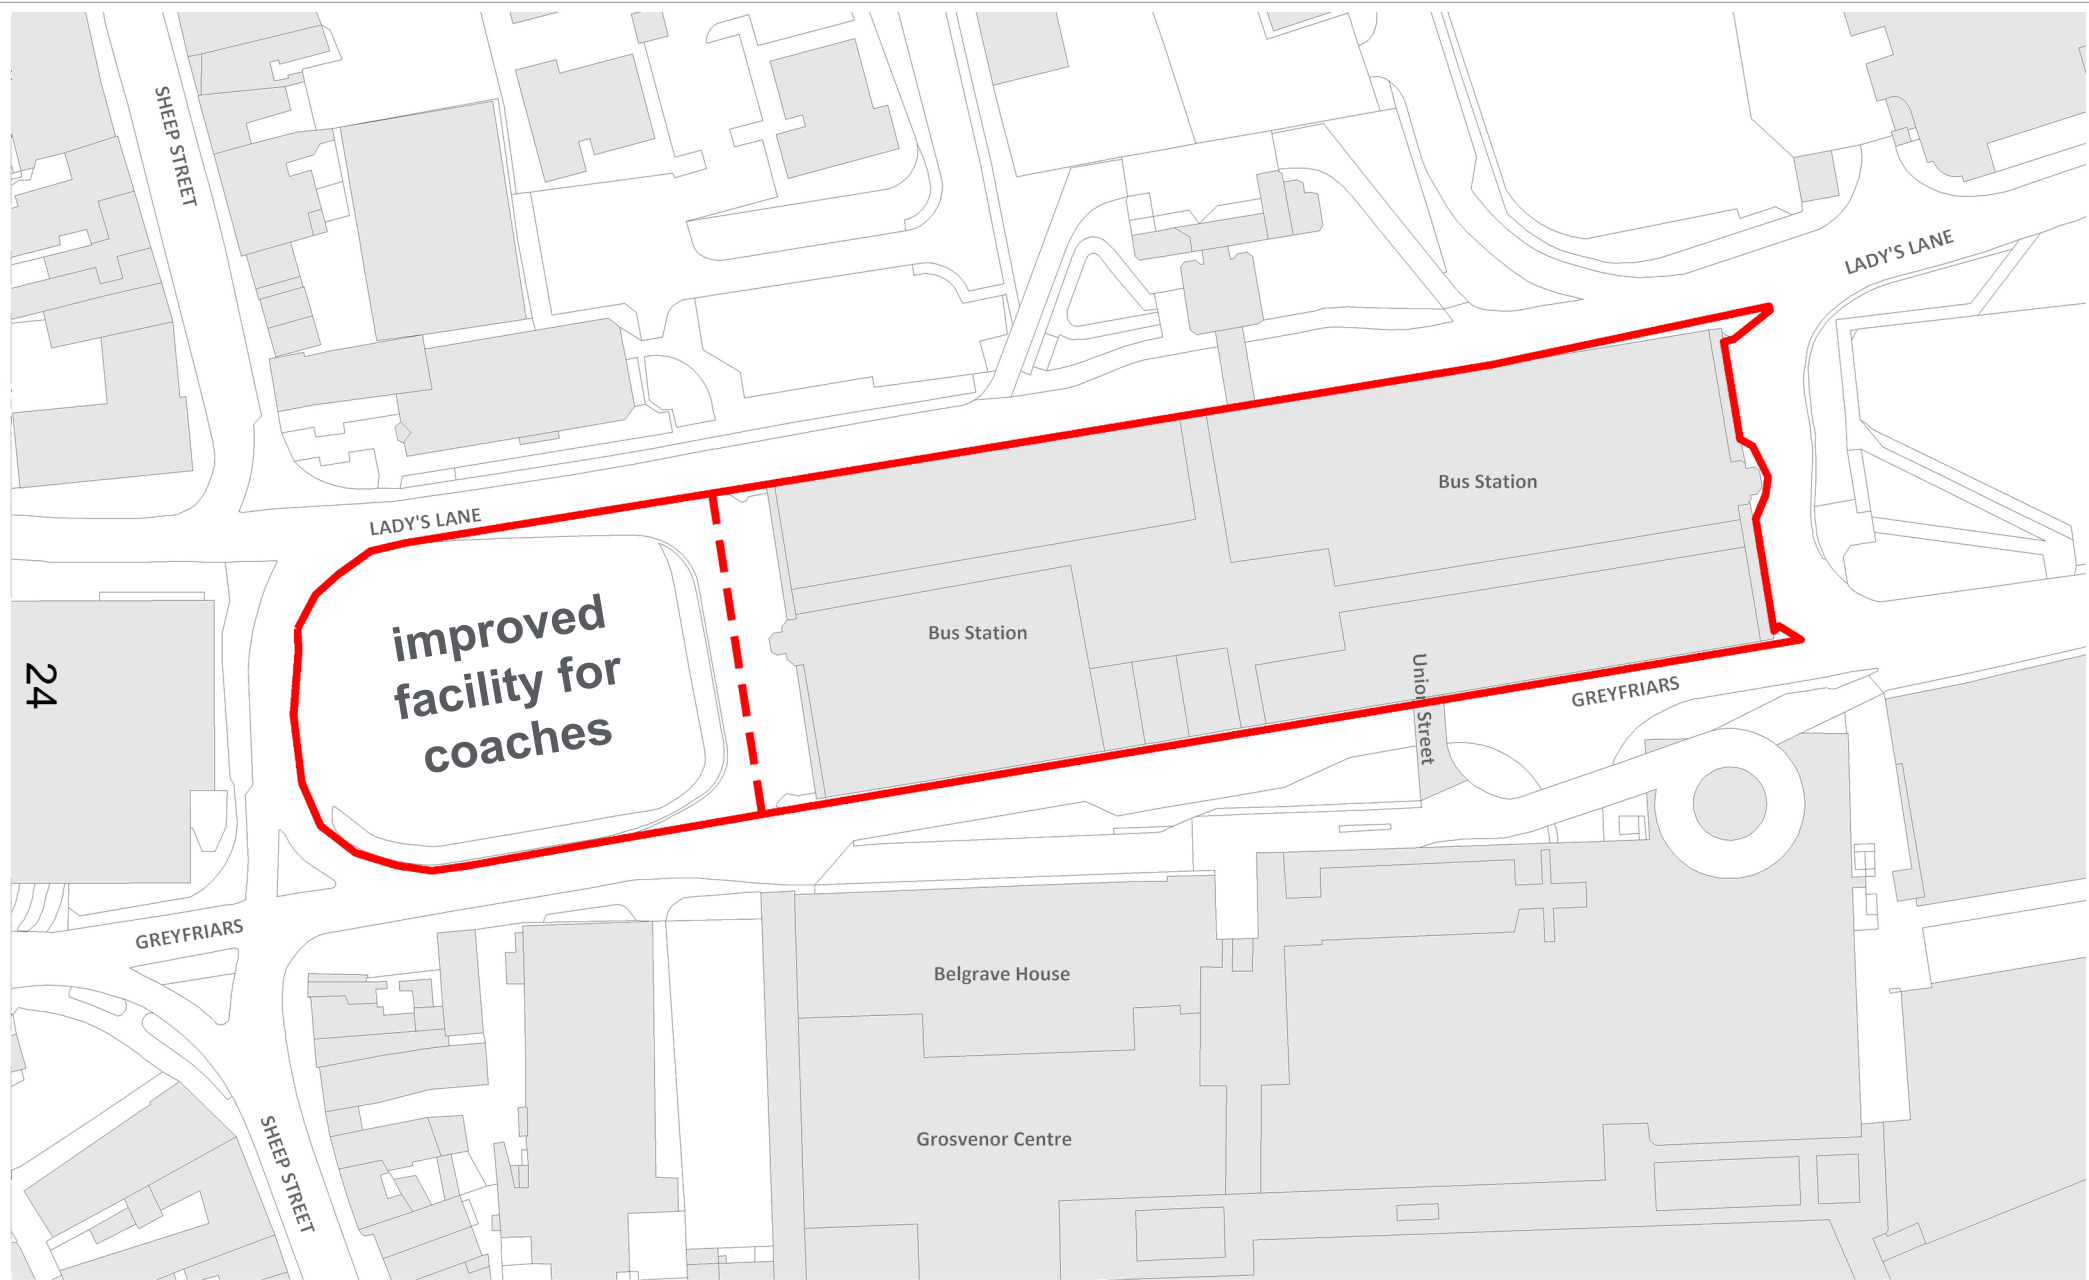 SHEEP STREET
LADY'S LANE
LADY'S LANE
Bus Station
improved
facility for
coaches
Bus Station
24
Union Street
GREYFRIARS
GREYFRIARS
Belgrave House
Grosvenor Centre
SHEEP STREET